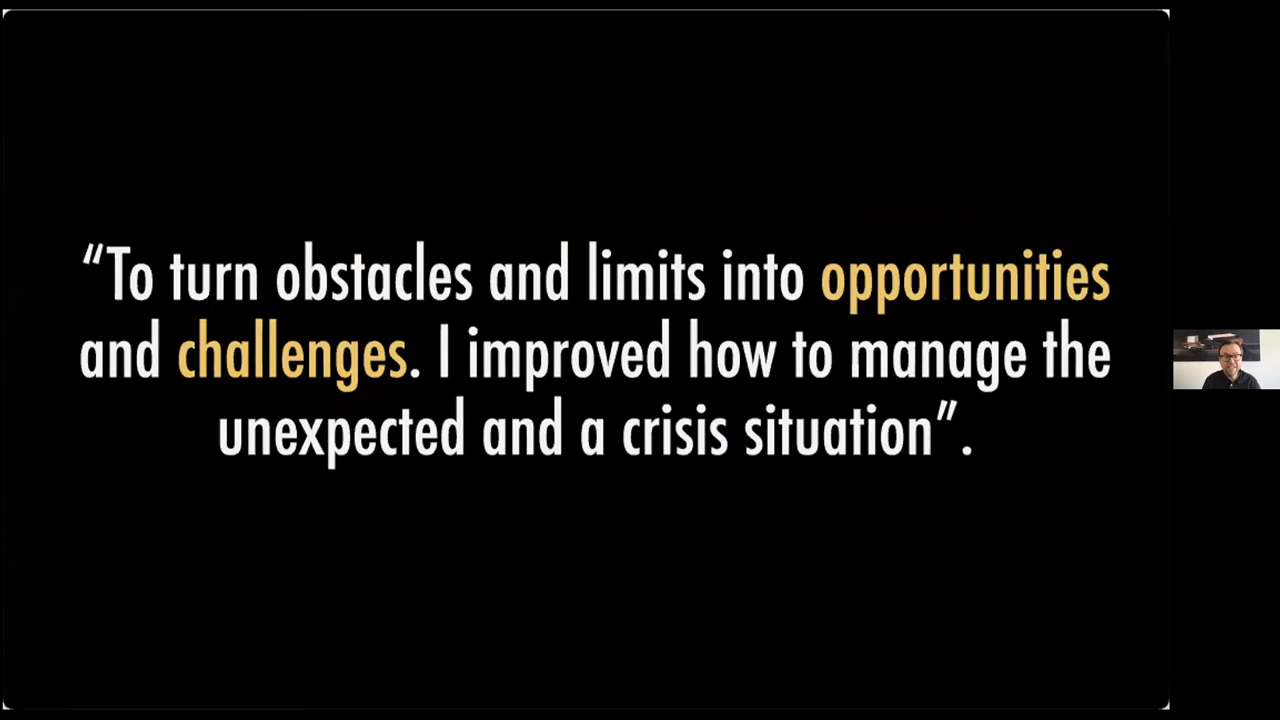 “To turn obstacles and limits into opportunities
and challenges. I improved how to manage the
unexpected and a crisis situation”.